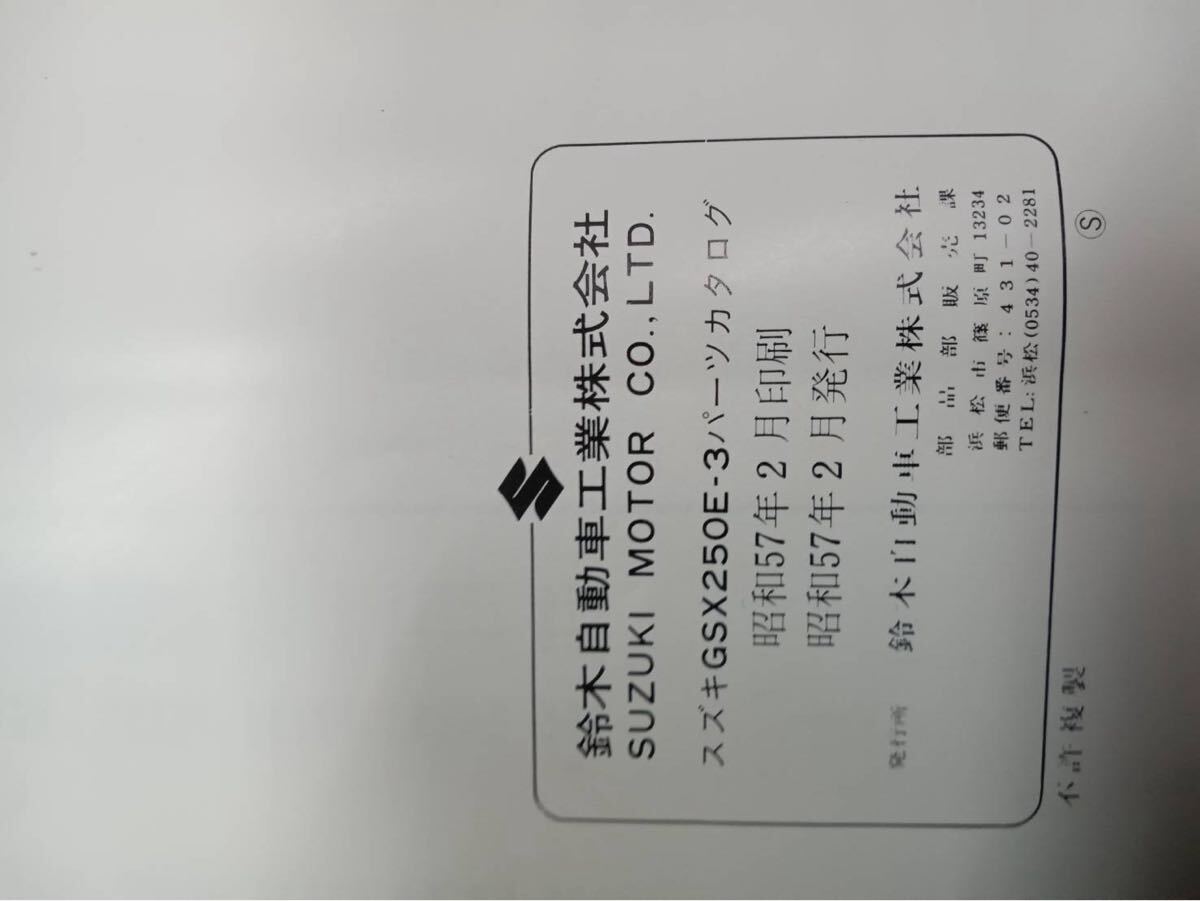 鈴木自動車工業株式会社
SUZUKI MOTOR CO.,LTD.
スズキGSX250E-3パーツカタログ
昭和57年2月印刷
昭和57年2月発行
発行所 鈴木自動車工業株式会社
部品部販売課
浜松市篠原町13234
郵便番号:431-02
TEL:浜松(0534)40-2281
不許複製 Ⓢ